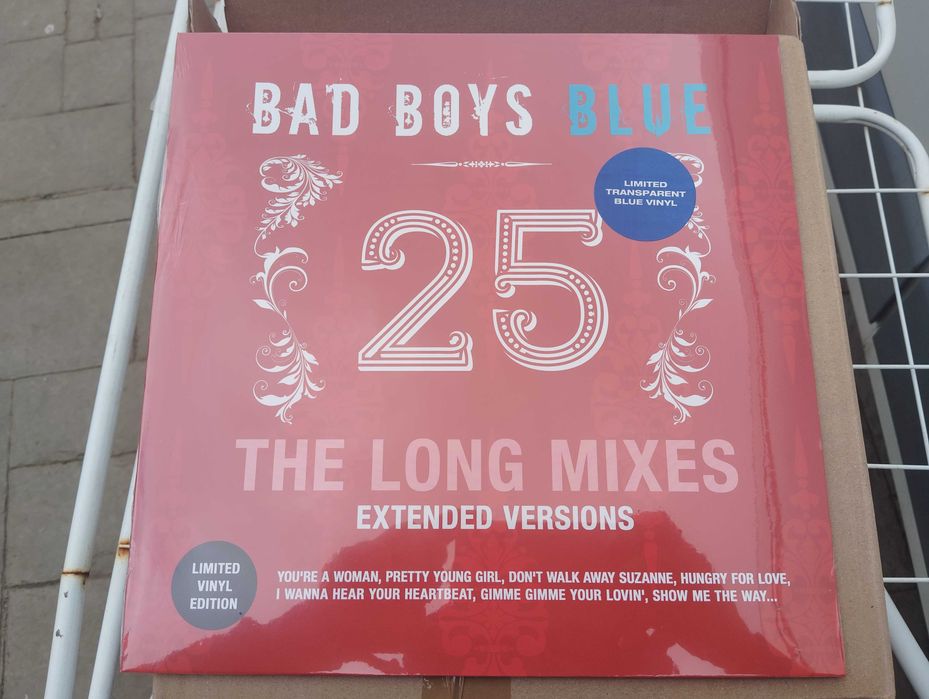 BAD BOYS BLUE
LIMITED
TRANSPARENT
BLUE VINYL
25
THE LONG MIXES
EXTENDED VERSIONS
LIMITED
VINYL
EDITION
YOU'RE A WOMAN, PRETTY YOUNG GIRL, DON'T WALK AWAY SUZANNE, HUNGRY FOR LOVE,
I WANNA HEAR YOUR HEARTBEAT, GIMME GIMME YOUR LOVIN', SHOW ME THE WAY...